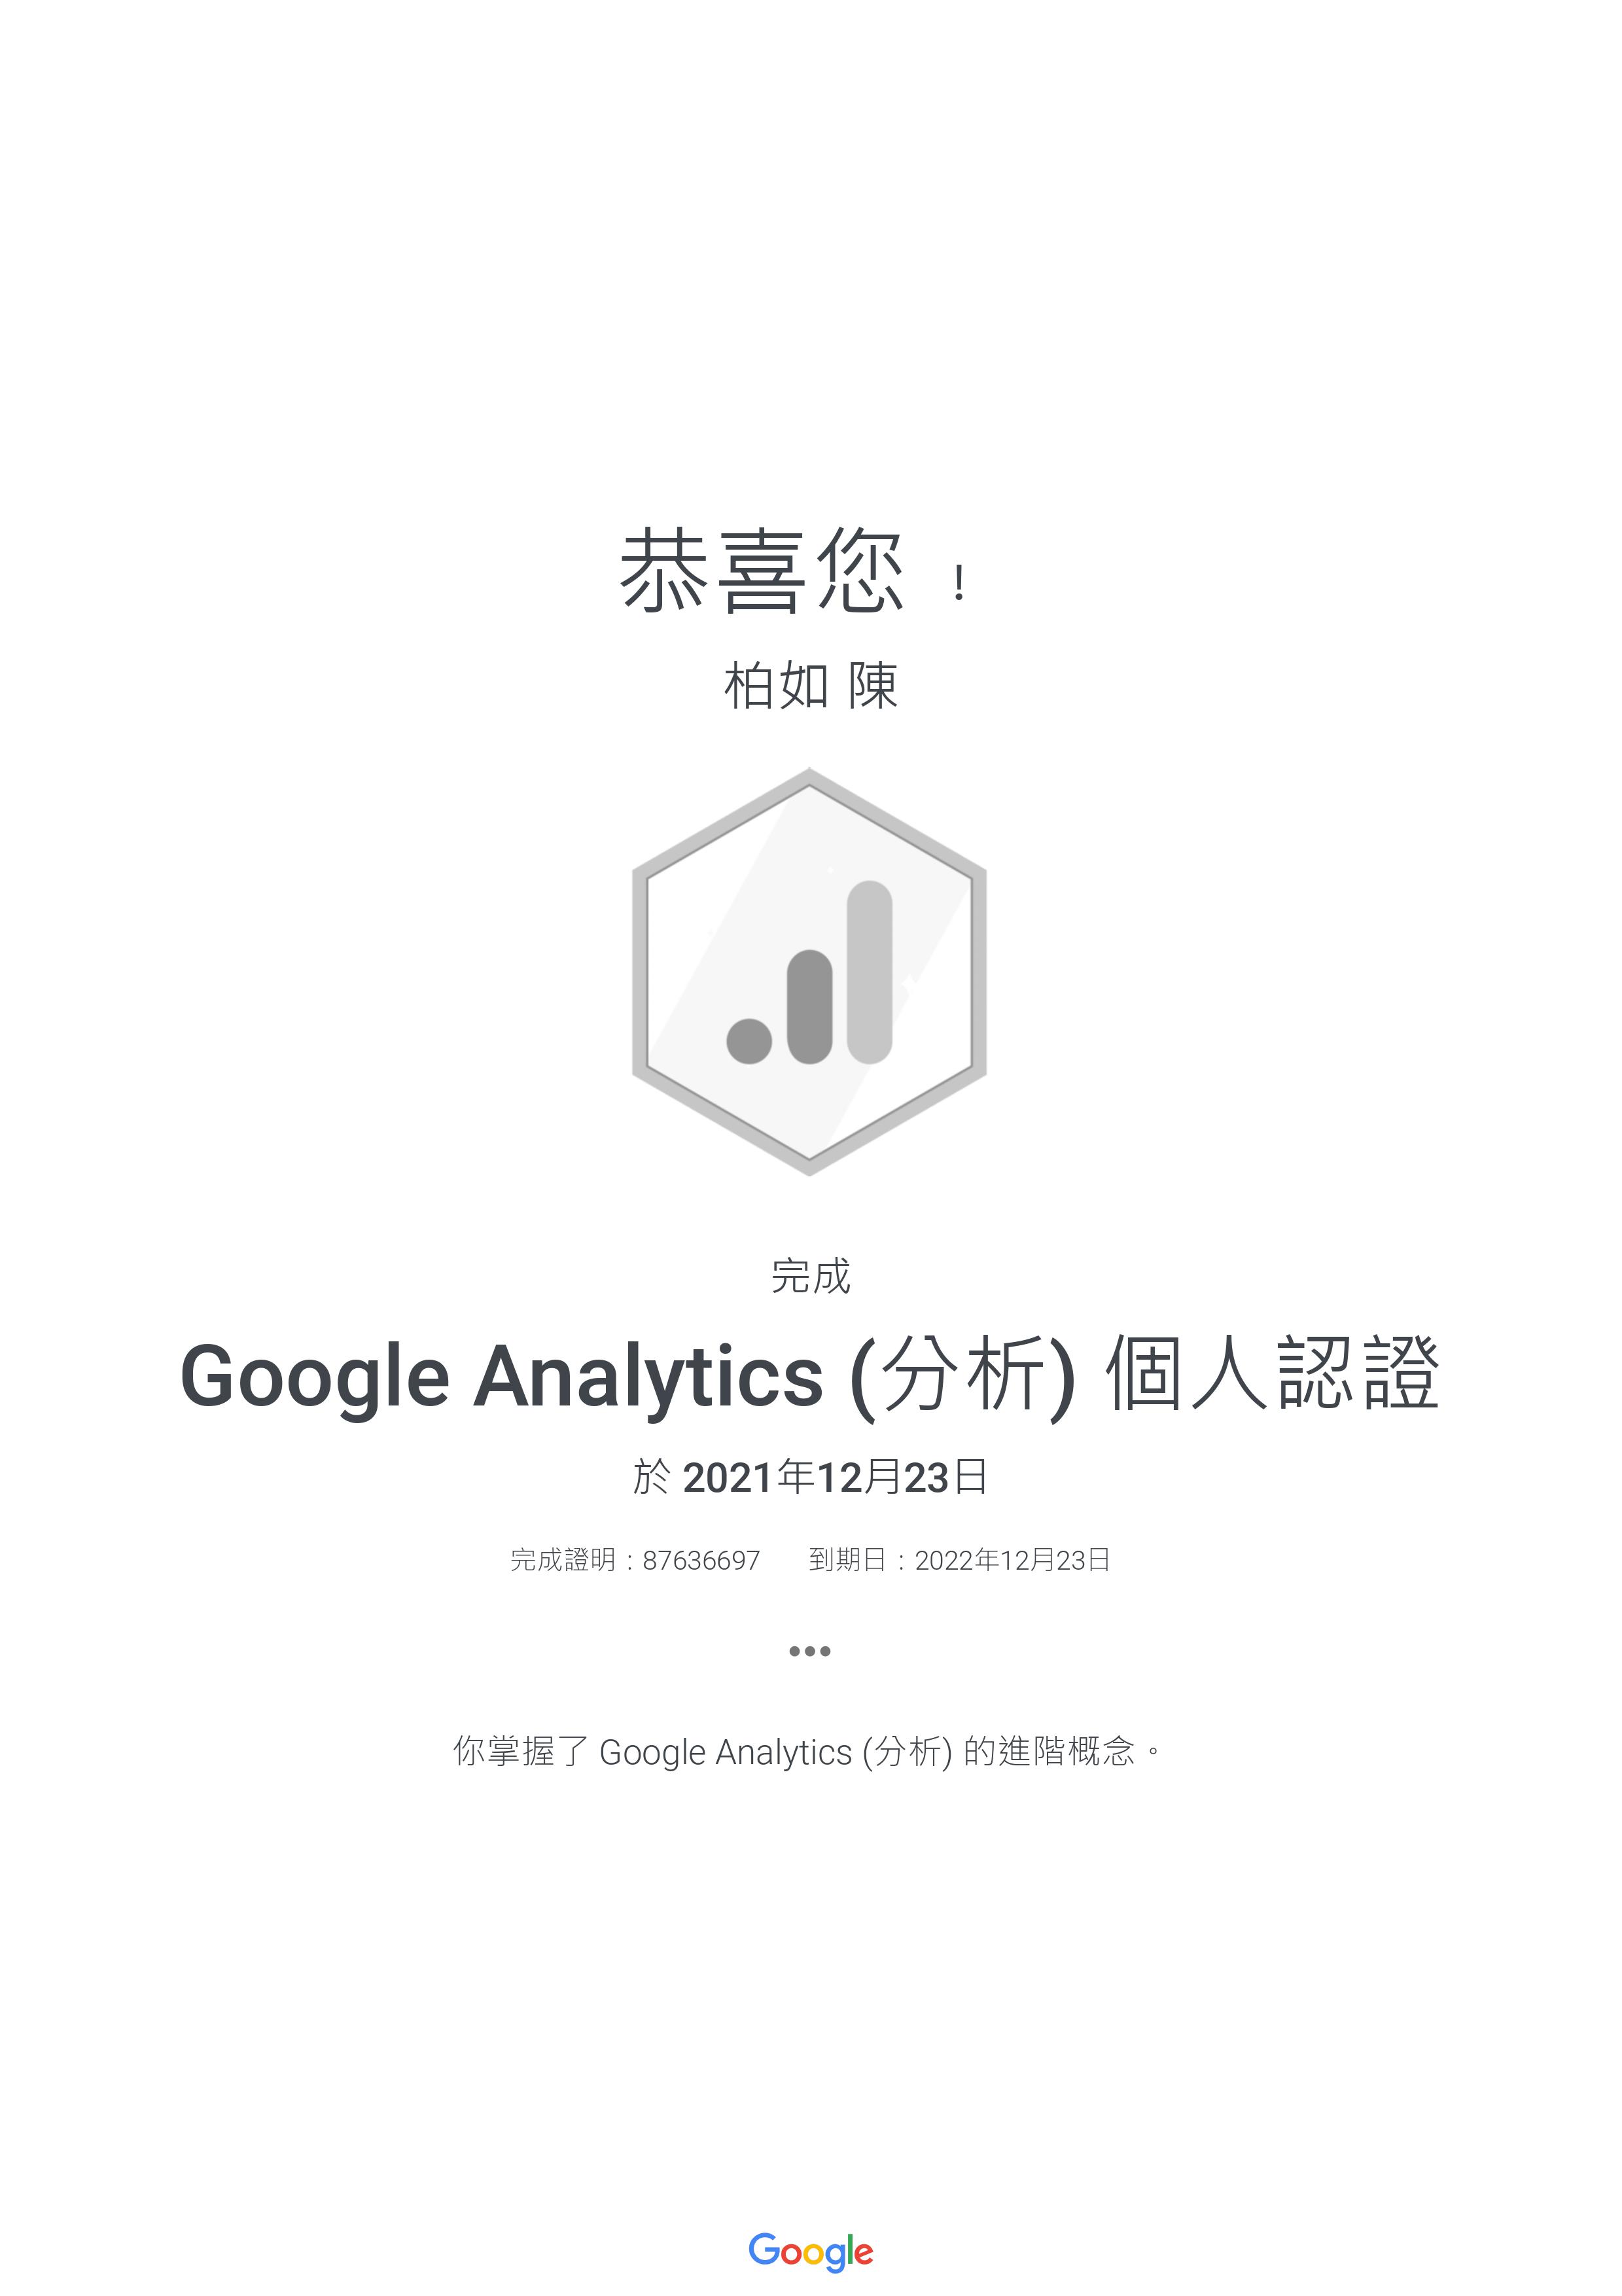 恭喜您 !
柏如 陳
完成
Google Analytics (分析) 個人認證
於 2021年12月23日
完成證明：87636697 到期日：2022年12月23日
你掌握了 Google Analytics (分析) 的進階概念。
Google